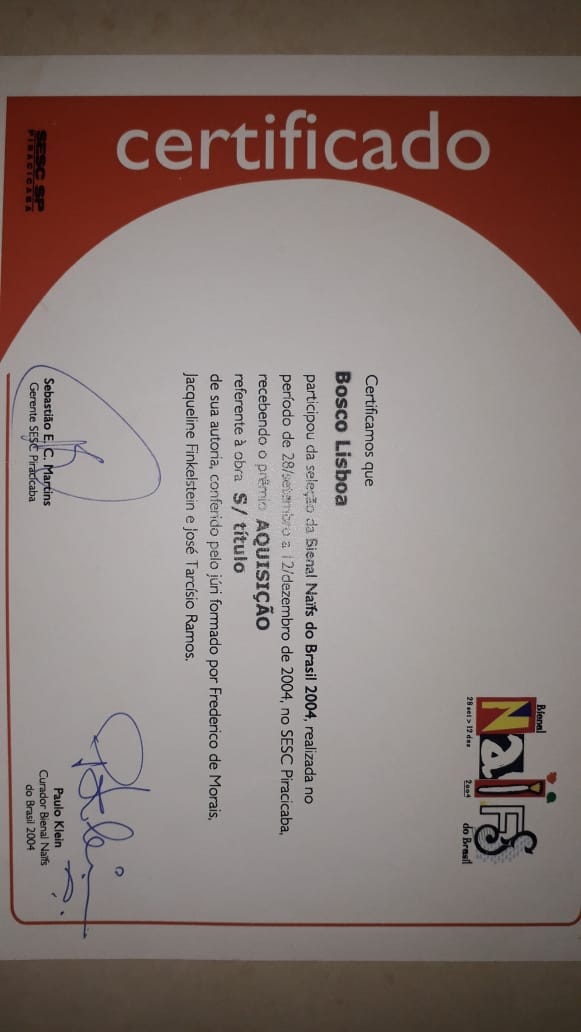 certificado
Bienal
Naïfs
do Brasil
28 set > 12 dez 2004
Certificamos que
Bosco Lisboa
participou da seleção da Bienal Naïfs do Brasil 2004, realizada no
período de 28/setembro a 12/dezembro de 2004, no SESC Piracicaba,
recebendo o prêmio AQUISIÇÃO
referente à obra S/ título
de sua autoria, conferido pelo júri formado por Frederico de Morais,
Jacqueline Finkelstein e José Tarcísio Ramos.
SESC SP
PIRACICABA
Sebastião E. C. Martins
Gerente SESC Piracicaba
Paulo Klein
Curador Bienal Naïfs
do Brasil 2004